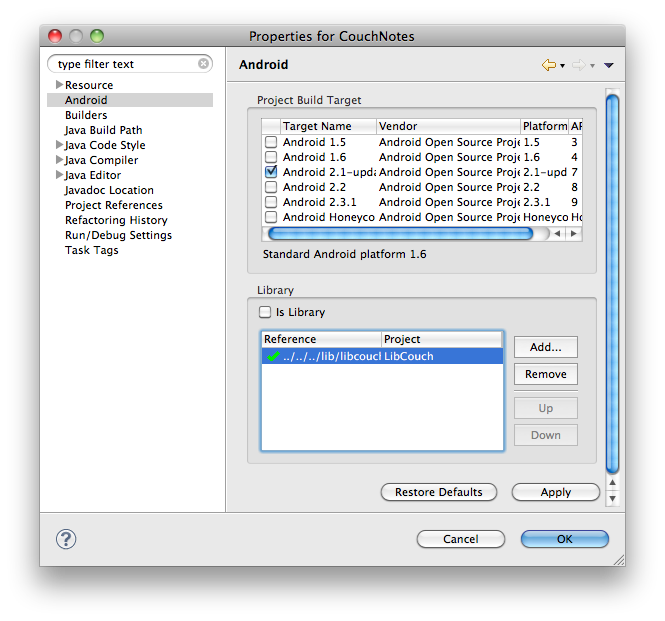 Properties for CouchNotes
type filter text
Resource
Android
Builders
Java Build Path
Java Code Style
Java Compiler
Java Editor
Javadoc Location
Project References
Refactoring History
Run/Debug Settings
Task Tags
Android
Project Build Target
Target Name Vendor Platform AP
Android 1.5 Android Open Source Proje 1.5 3
Android 1.6 Android Open Source Proje 1.6 4
Android 2.1-upda Android Open Source Proje 2.1-upd 7
Android 2.2 Android Open Source Proje 2.2 8
Android 2.3.1 Android Open Source Proje 2.3.1 9
Android Honeyco Android Open Source Proje Honeyco Ho
Standard Android platform 1.6
Library
Is Library
Reference Project
../../../lib/libcoucl LibCouch
Add...
Remove
Up
Down
Restore Defaults Apply
? Cancel OK